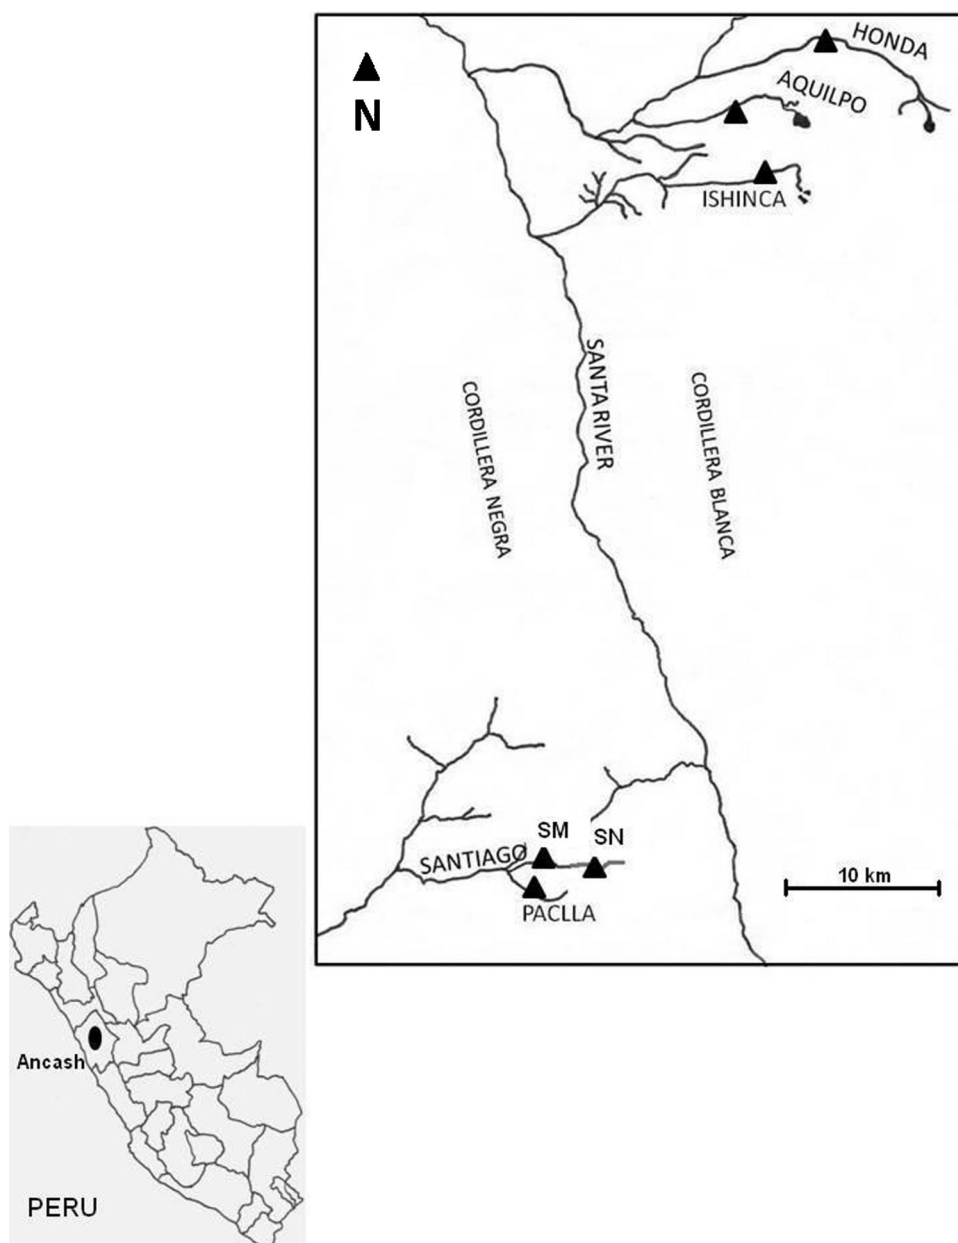 N
HONDA
AQUILPO
ISHINCA
SANTA RIVER
CORDILLERA NEGRA
CORDILLERA BLANCA
SM
SN
SANTIAGO
PACLLA
10 km
Ancash
PERU